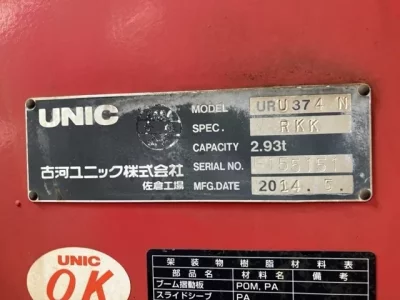 UNIC
MODEL URU374N
SPEC. RKK
CAPACITY 2.93t
SERIAL NO.
MFG.DATE 2014.5.
古河ユニック株式会社
佐倉工場
UNIC
OK
架装物樹脂材料表
部品名 材料名 備考
ブーム摺動板 POM, PA
スライドシーブ PA